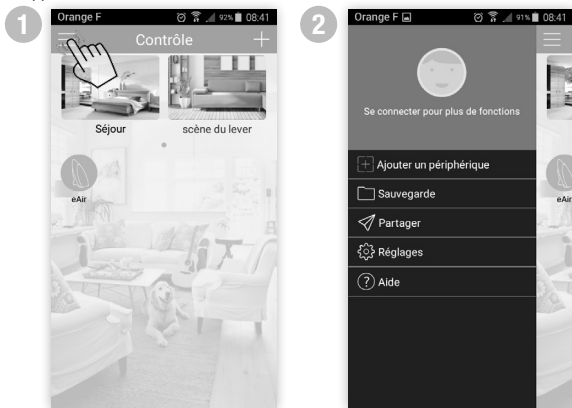 1
Orange F 92% 08:41
Contrôle
Séjour scène du lever
eAir
2
Orange F 91% 08:41
Se connecter pour plus de fonctions
Ajouter un périphérique
Sauvegarde
Partager
Réglages
? Aide
eAir